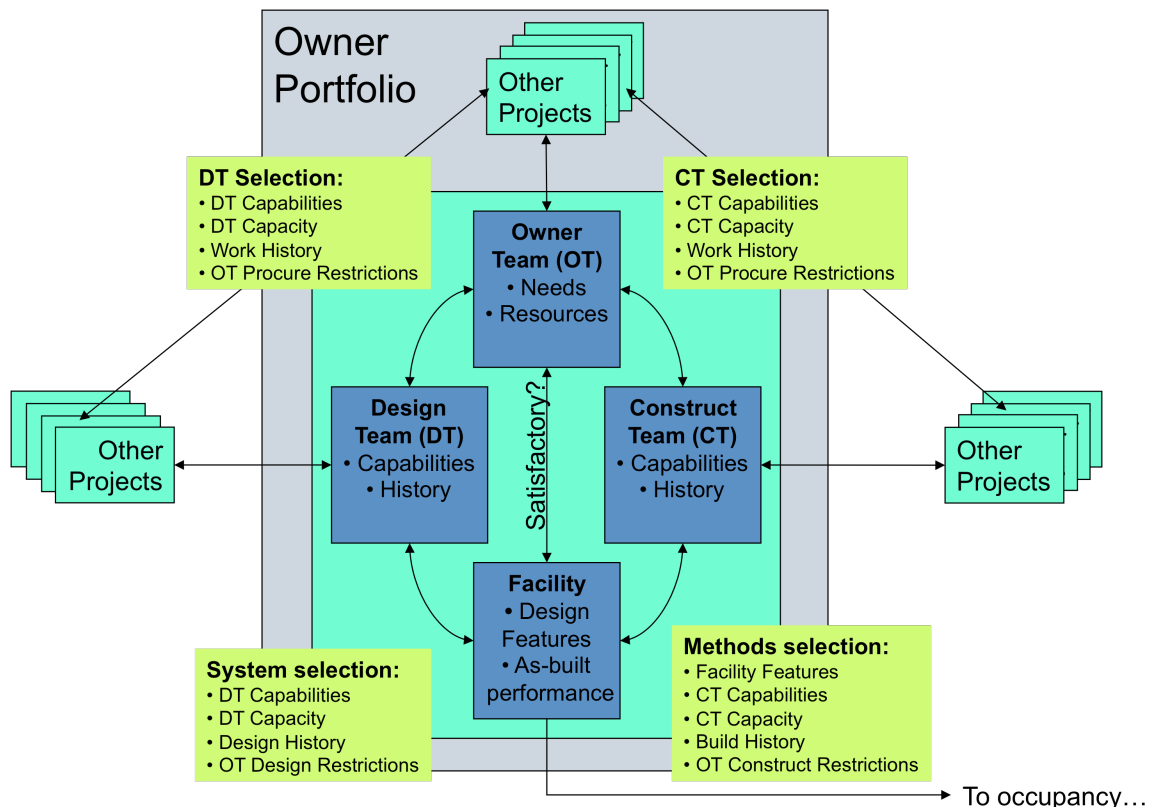 Owner
Portfolio
Other
Projects
DT Selection:
• DT Capabilities
• DT Capacity
• Work History
• OT Procure Restrictions
CT Selection:
• CT Capabilities
• CT Capacity
• Work History
• OT Procure Restrictions
Owner
Team (OT)
• Needs
• Resources
Other
Projects
Design
Team (DT)
• Capabilities
• History
Satisfactory?
Construct
Team (CT)
• Capabilities
• History
Other
Projects
Facility
• Design
Features
• As-built
performance
System selection:
• DT Capabilities
• DT Capacity
• Design History
• OT Design Restrictions
Methods selection:
• Facility Features
• CT Capabilities
• CT Capacity
• Build History
• OT Construct Restrictions
To occupancy…